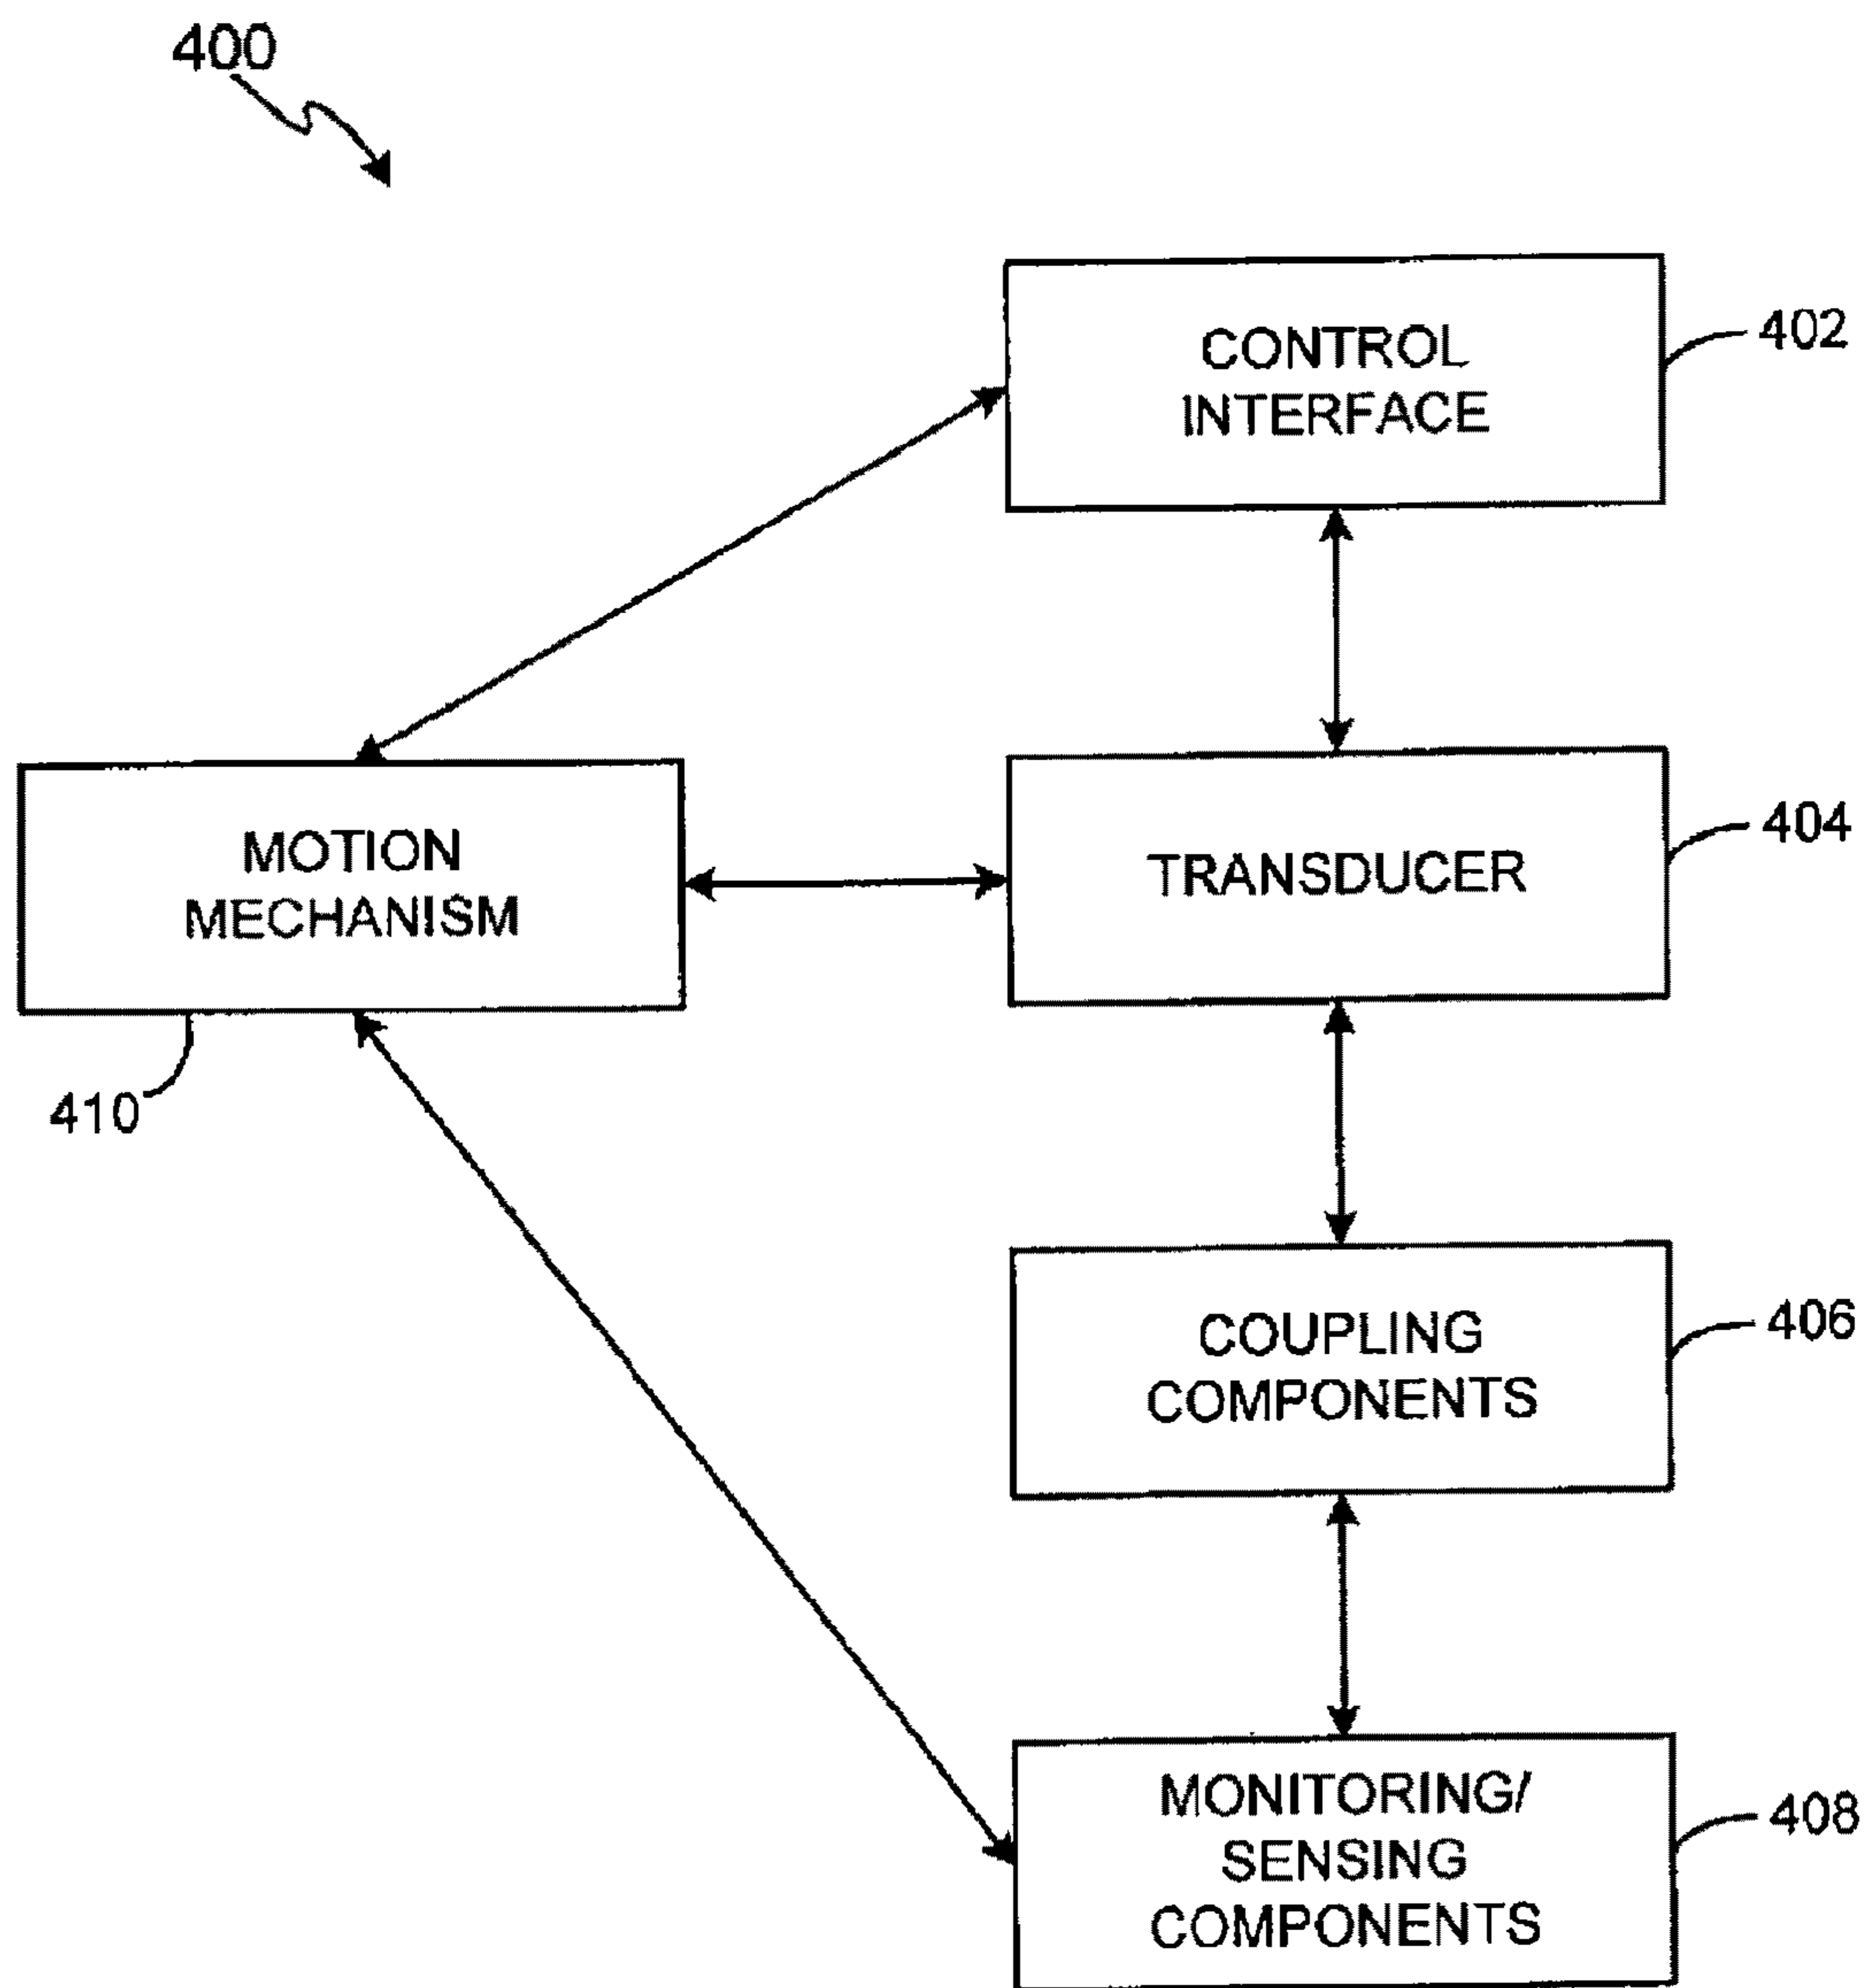 400
CONTROL
INTERFACE
402
MOTION
MECHANISM
410
TRANSDUCER
404
COUPLING
COMPONENTS
406
MONITORING/
SENSING
COMPONENTS
408